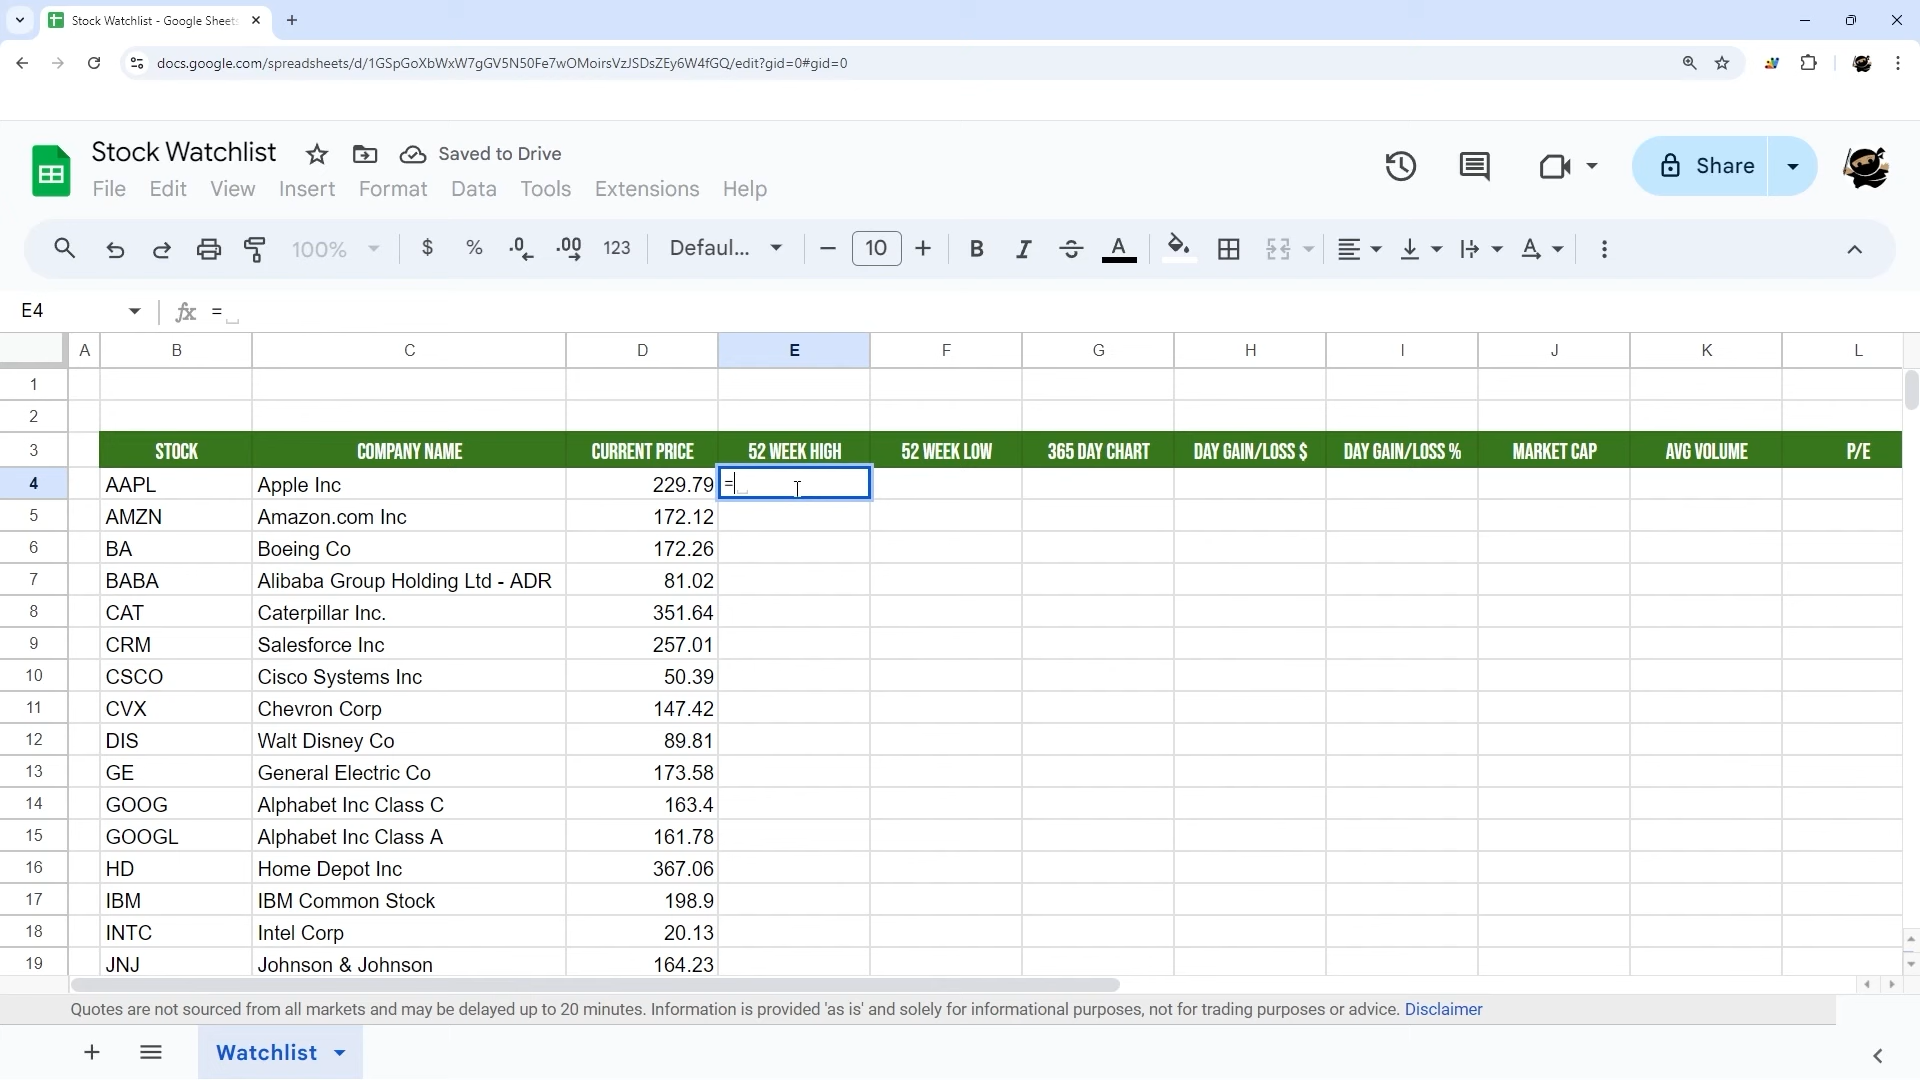 Stock Watchlist - Google Sheets
docs.google.com/spreadsheets/d/1GSpGoXbWxW7gGV5N50Fe7wOMoirsVzJSDsZEy6W4fGQ/edit?gid=0#gid=0
Stock Watchlist Saved to Drive
File Edit View Insert Format Data Tools Extensions Help
Share
100% $ % .0 .00 123 Defaul... 10 B I A A
E4 fx =
A B C D E F G H I J K L
1
2
3 STOCK COMPANY NAME CURRENT PRICE 52 WEEK HIGH 52 WEEK LOW 365 DAY CHART DAY GAIN/LOSS $ DAY GAIN/LOSS % MARKET CAP AVG VOLUME P/E
4 AAPL Apple Inc 229.79 =
5 AMZN Amazon.com Inc 172.12
6 BA Boeing Co 172.26
7 BABA Alibaba Group Holding Ltd - ADR 81.02
8 CAT Caterpillar Inc. 351.64
9 CRM Salesforce Inc 257.01
10 CSCO Cisco Systems Inc 50.39
11 CVX Chevron Corp 147.42
12 DIS Walt Disney Co 89.81
13 GE General Electric Co 173.58
14 GOOG Alphabet Inc Class C 163.4
15 GOOGL Alphabet Inc Class A 161.78
16 HD Home Depot Inc 367.06
17 IBM IBM Common Stock 198.9
18 INTC Intel Corp 20.13
19 JNJ Johnson & Johnson 164.23
Quotes are not sourced from all markets and may be delayed up to 20 minutes. Information is provided 'as is' and solely for informational purposes, not for trading purposes or advice. Disclaimer
Watchlist